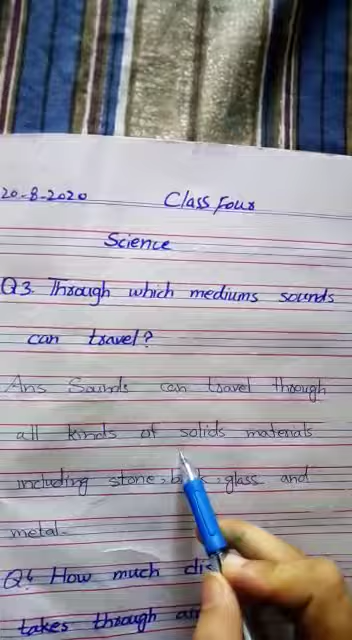 20-8-2020 Class Four
Science
Q3. Through which mediums sounds
can travel?
Ans Sounds can travel through
all kinds of solids materials
including stone, glass and
metal.
Q4 How much
takes through